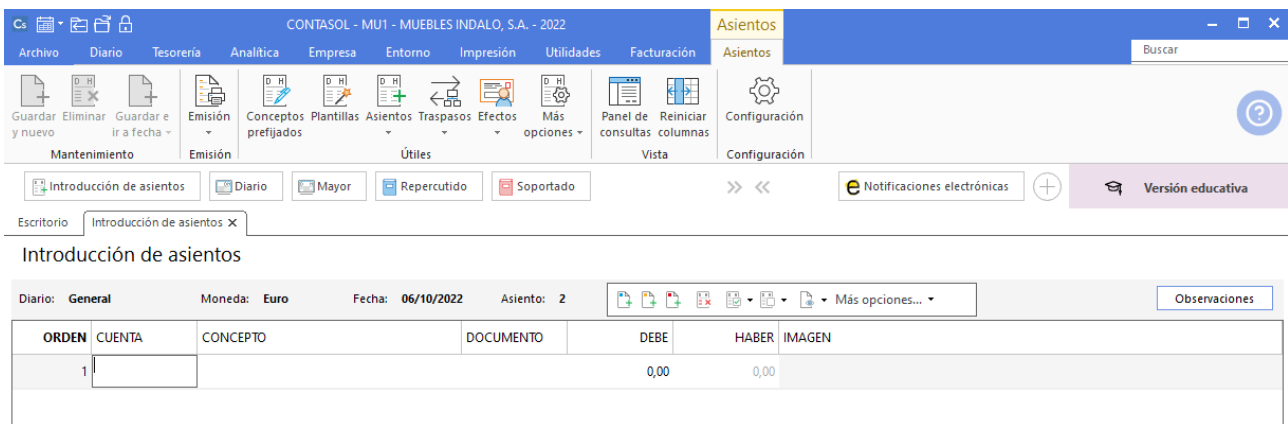 Cs CONTASOL - MU1 - MUEBLES INDALO, S.A. - 2022 Asientos
Archivo Diario Tesorería Analítica Empresa Entorno Impresión Utilidades Facturación Asientos Buscar
Guardar y nuevo
Eliminar
Guardar e ir a fecha
Emisión
Conceptos prefijados
Plantillas
Asientos
Traspasos
Efectos
Más opciones
Panel de consultas
Reiniciar columnas
Configuración
Mantenimiento Emisión Útiles Vista Configuración
Introducción de asientos Diario Mayor Repercutido Soportado Notificaciones electrónicas Versión educativa
Escritorio Introducción de asientos
Introducción de asientos
Diario: General Moneda: Euro Fecha: 06/10/2022 Asiento: 2 Más opciones... Observaciones
ORDEN CUENTA CONCEPTO DOCUMENTO DEBE HABER IMAGEN
1 0,00 0,00